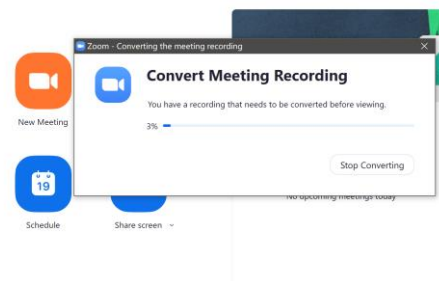 Zoom - Converting the meeting recording
Convert Meeting Recording
You have a recording that needs to be converted before viewing.
3%
Stop Converting
New Meeting
19
No upcoming meetings today
Schedule
Share screen